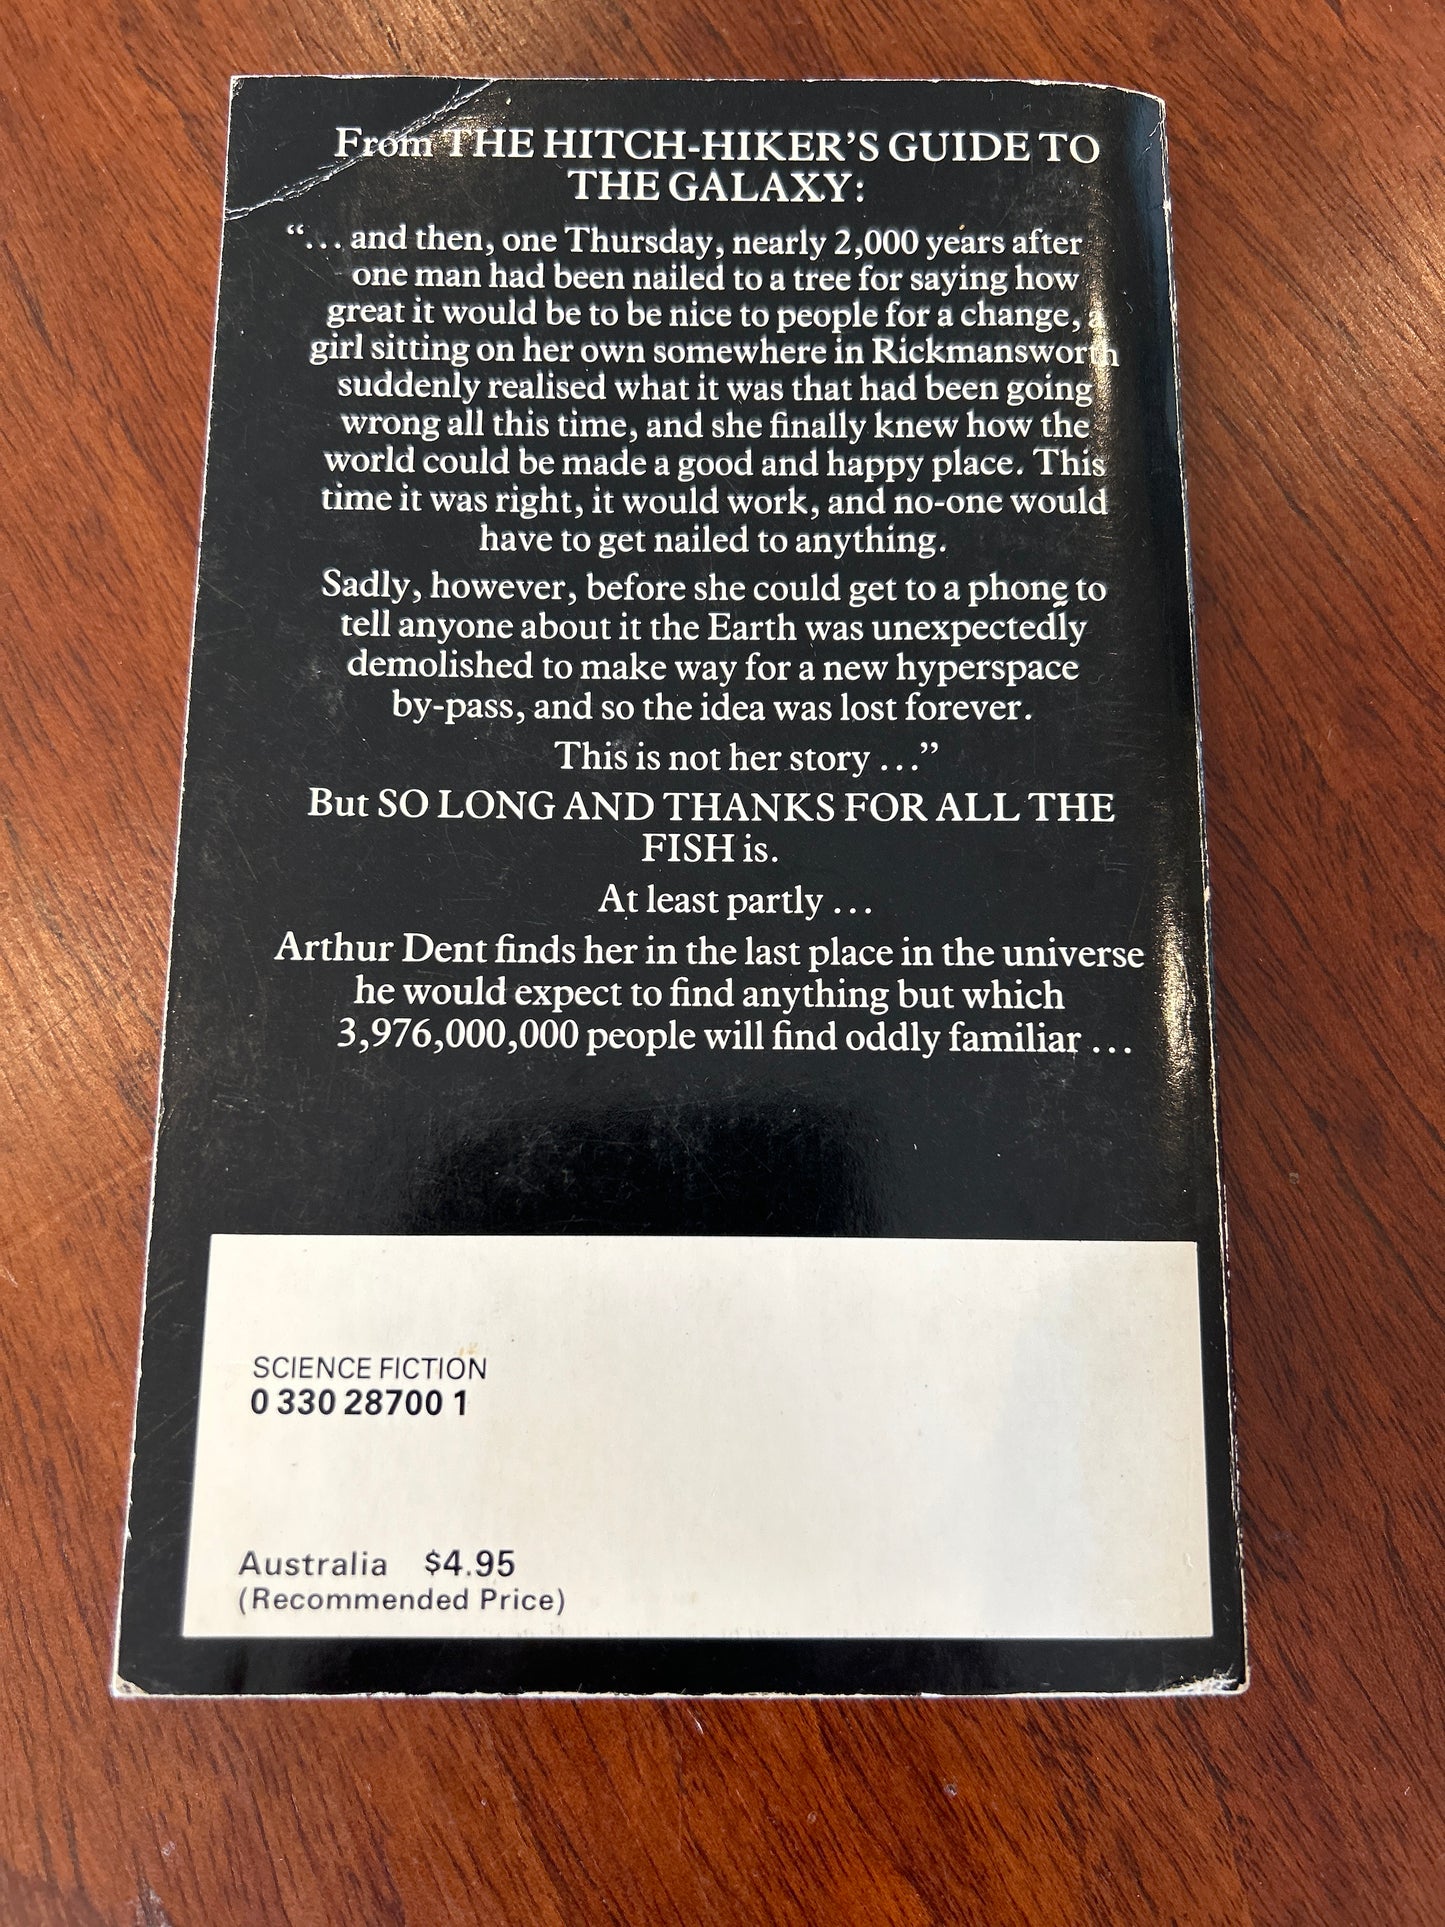 From THE HITCH-HIKER'S GUIDE TO
THE GALAXY:
“... and then, one Thursday, nearly 2,000 years after
one man had been nailed to a tree for saying how
great it would be to be nice to people for a change, a
girl sitting on her own somewhere in Rickmansworth
suddenly realised what it was that had been going
wrong all this time, and she finally knew how the
world could be made a good and happy place. This
time it was right, it would work, and no-one would
have to get nailed to anything.
Sadly, however, before she could get to a phone to
tell anyone about it the Earth was unexpectedly
demolished to make way for a new hyperspace
by-pass, and so the idea was lost forever.
This is not her story ...”
But SO LONG AND THANKS FOR ALL THE
FISH is.
At least partly ...
Arthur Dent finds her in the last place in the universe
he would expect to find anything but which
3,976,000,000 people will find oddly familiar ...
SCIENCE FICTION
0 330 28700 1
Australia $4.95
(Recommended Price)